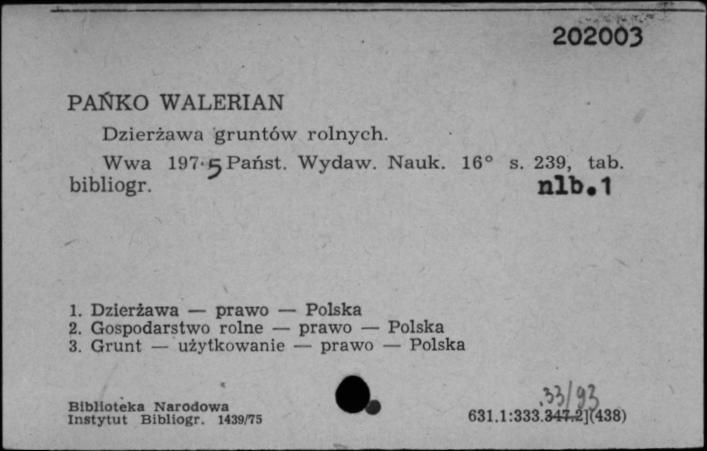 202003
PAŃKO WALERIAN
Dzierżawa gruntów rolnych.
Wwa 1975 Państ. Wydaw. Nauk. 16° s. 239, tab.
bibliogr. nlb.1
1. Dzierżawa — prawo — Polska
2. Gospodarstwo rolne — prawo — Polska
3. Grunt — użytkowanie — prawo — Polska
.33/93
Biblioteka Narodowa
Instytut Bibliogr. 1439/75 631.1:333.347.2](438)